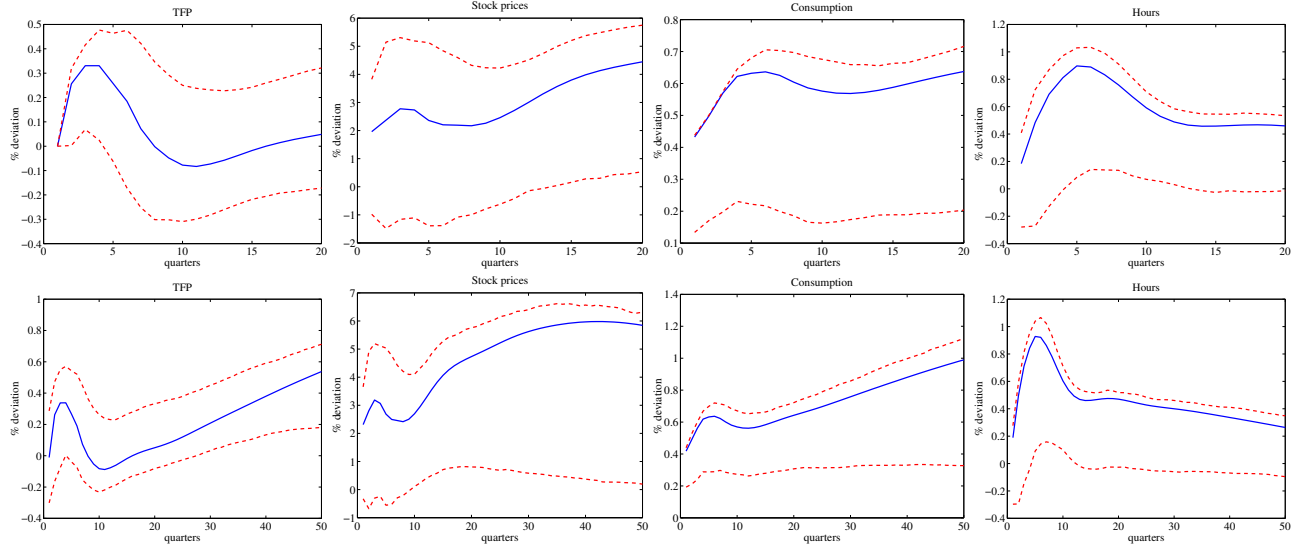 TFP
% deviation
0.5
0.4
0.3
0.2
0.1
0
−0.1
−0.2
−0.3
−0.4
0 5 10 15 20
quarters
Stock prices
% deviation
6
5
4
3
2
1
0
−1
−2
0 5 10 15 20
quarters
Consumption
% deviation
0.8
0.7
0.6
0.5
0.4
0.3
0.2
0.1
0 5 10 15 20
quarters
Hours
% deviation
1.2
1
0.8
0.6
0.4
0.2
0
−0.2
−0.4
0 5 10 15 20
quarters
TFP
% deviation
1
0.8
0.6
0.4
0.2
0
−0.2
−0.4
0 10 20 30 40 50
quarters
Stock prices
% deviation
7
6
5
4
3
2
1
0
−1
0 10 20 30 40 50
quarters
Consumption
% deviation
1.4
1.2
1
0.8
0.6
0.4
0.2
0
0 10 20 30 40 50
quarters
Hours
% deviation
1.2
1
0.8
0.6
0.4
0.2
0
−0.2
−0.4
0 10 20 30 40 50
quarters